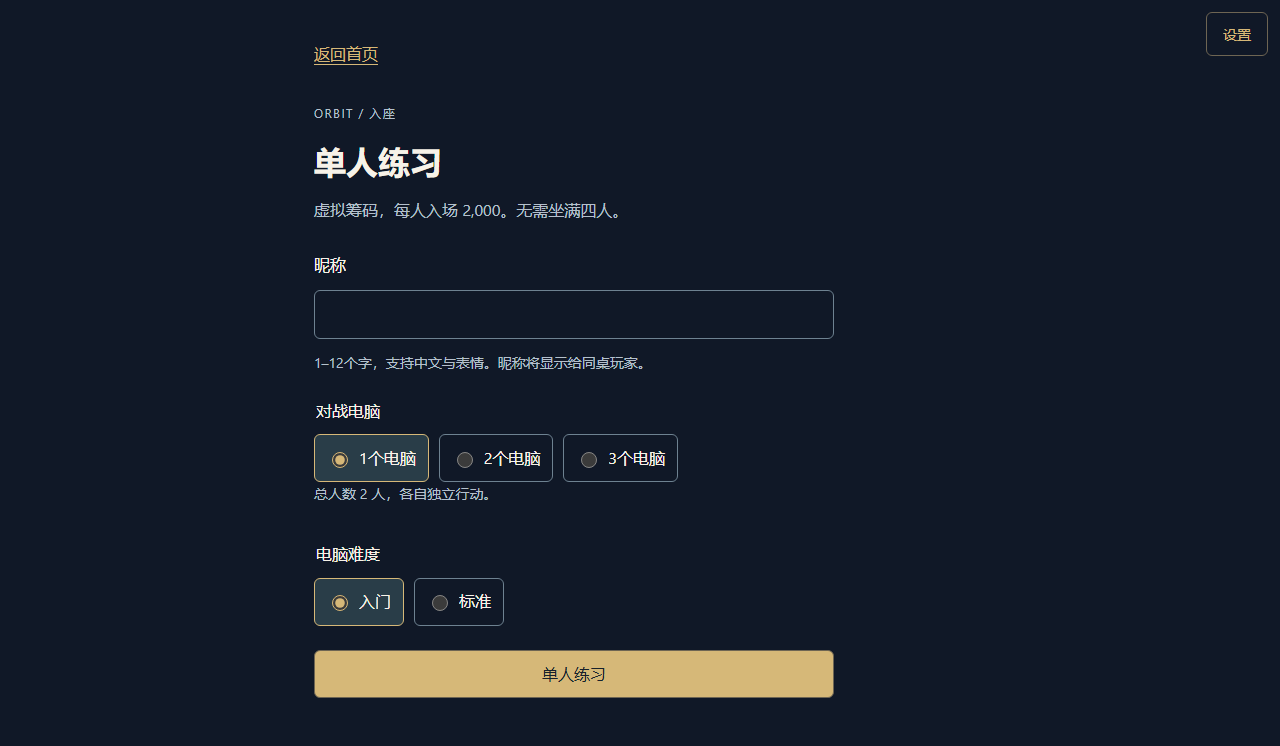 设置
返回首页
ORBIT / 入座
单人练习
虚拟筹码，每人入场 2,000。无需坐满四人。
昵称
1–12个字，支持中文与表情。昵称将显示给同桌玩家。
对战电脑
1个电脑 2个电脑 3个电脑
总人数 2 人，各自独立行动。
电脑难度
入门 标准
单人练习